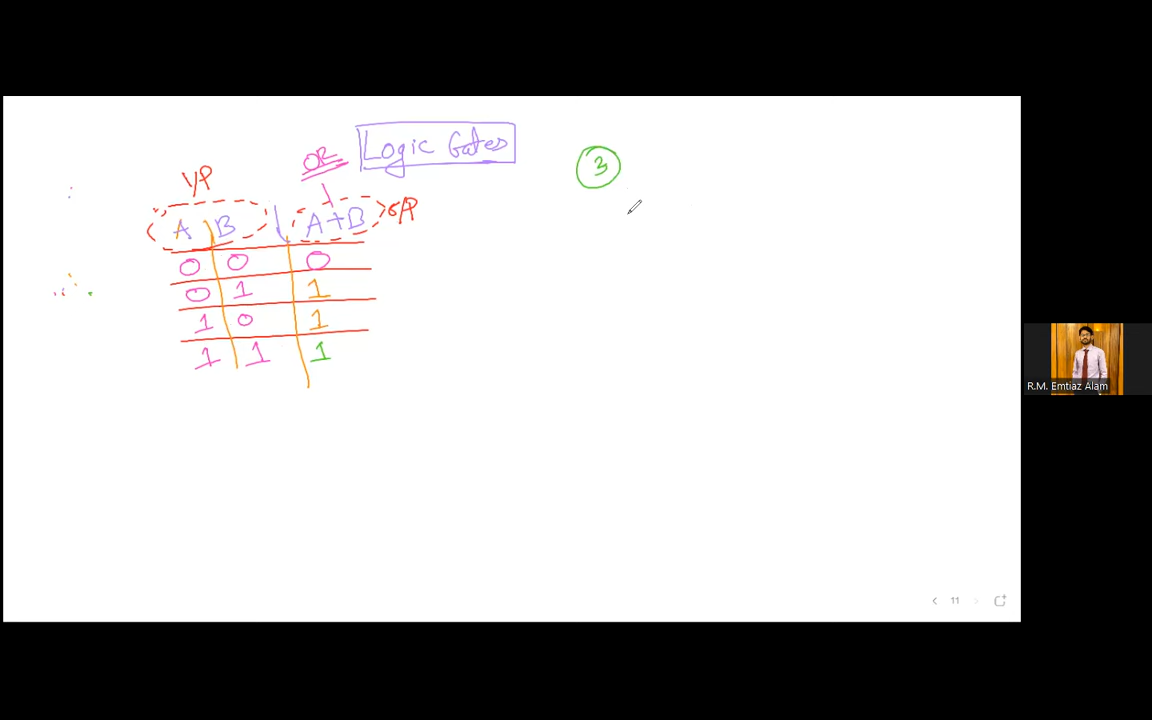 Logic Gates
OR
I/P
A B A+B O/P
0 0 0
0 1 1
1 0 1
1 1 1
3
R.M. Emtiaz Alam
11